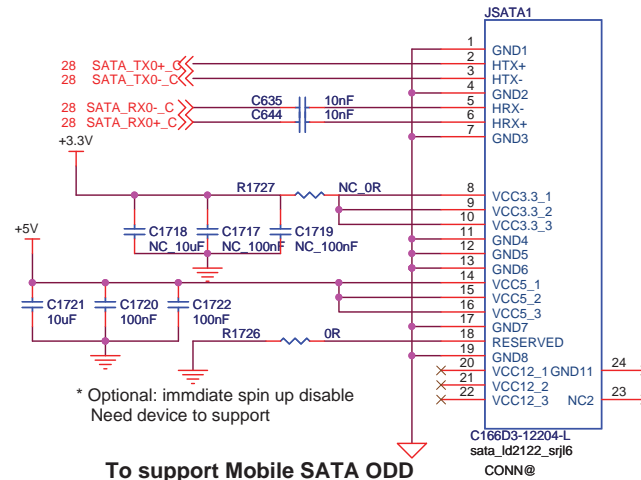 JSATA1
1 GND1
28 SATA_TX0+_C 2 HTX+
28 SATA_TX0-_C 3 HTX-
4 GND2
28 SATA_RX0-_C C635 10nF 5 HRX-
28 SATA_RX0+_C C644 10nF 6 HRX+
7 GND3
+3.3V
R1727 NC_0R 8 VCC3.3_1
9 VCC3.3_2
10 VCC3.3_3
C1718 C1717 C1719 11 GND4
NC_10uF NC_100nF NC_100nF 12 GND5
+5V
13 GND6
14 VCC5_1
15 VCC5_2
C1721 C1720 C1722 16 VCC5_3
10uF 100nF 100nF 17 GND7
R1726 0R 18 RESERVED
19 GND8
20 VCC12_1 GND11 24
21 VCC12_2
22 VCC12_3 NC2 23
* Optional: immdiate spin up disable
Need device to support
C166D3-12204-L
sata_ld2122_srjl6
To support Mobile SATA ODD CONN@